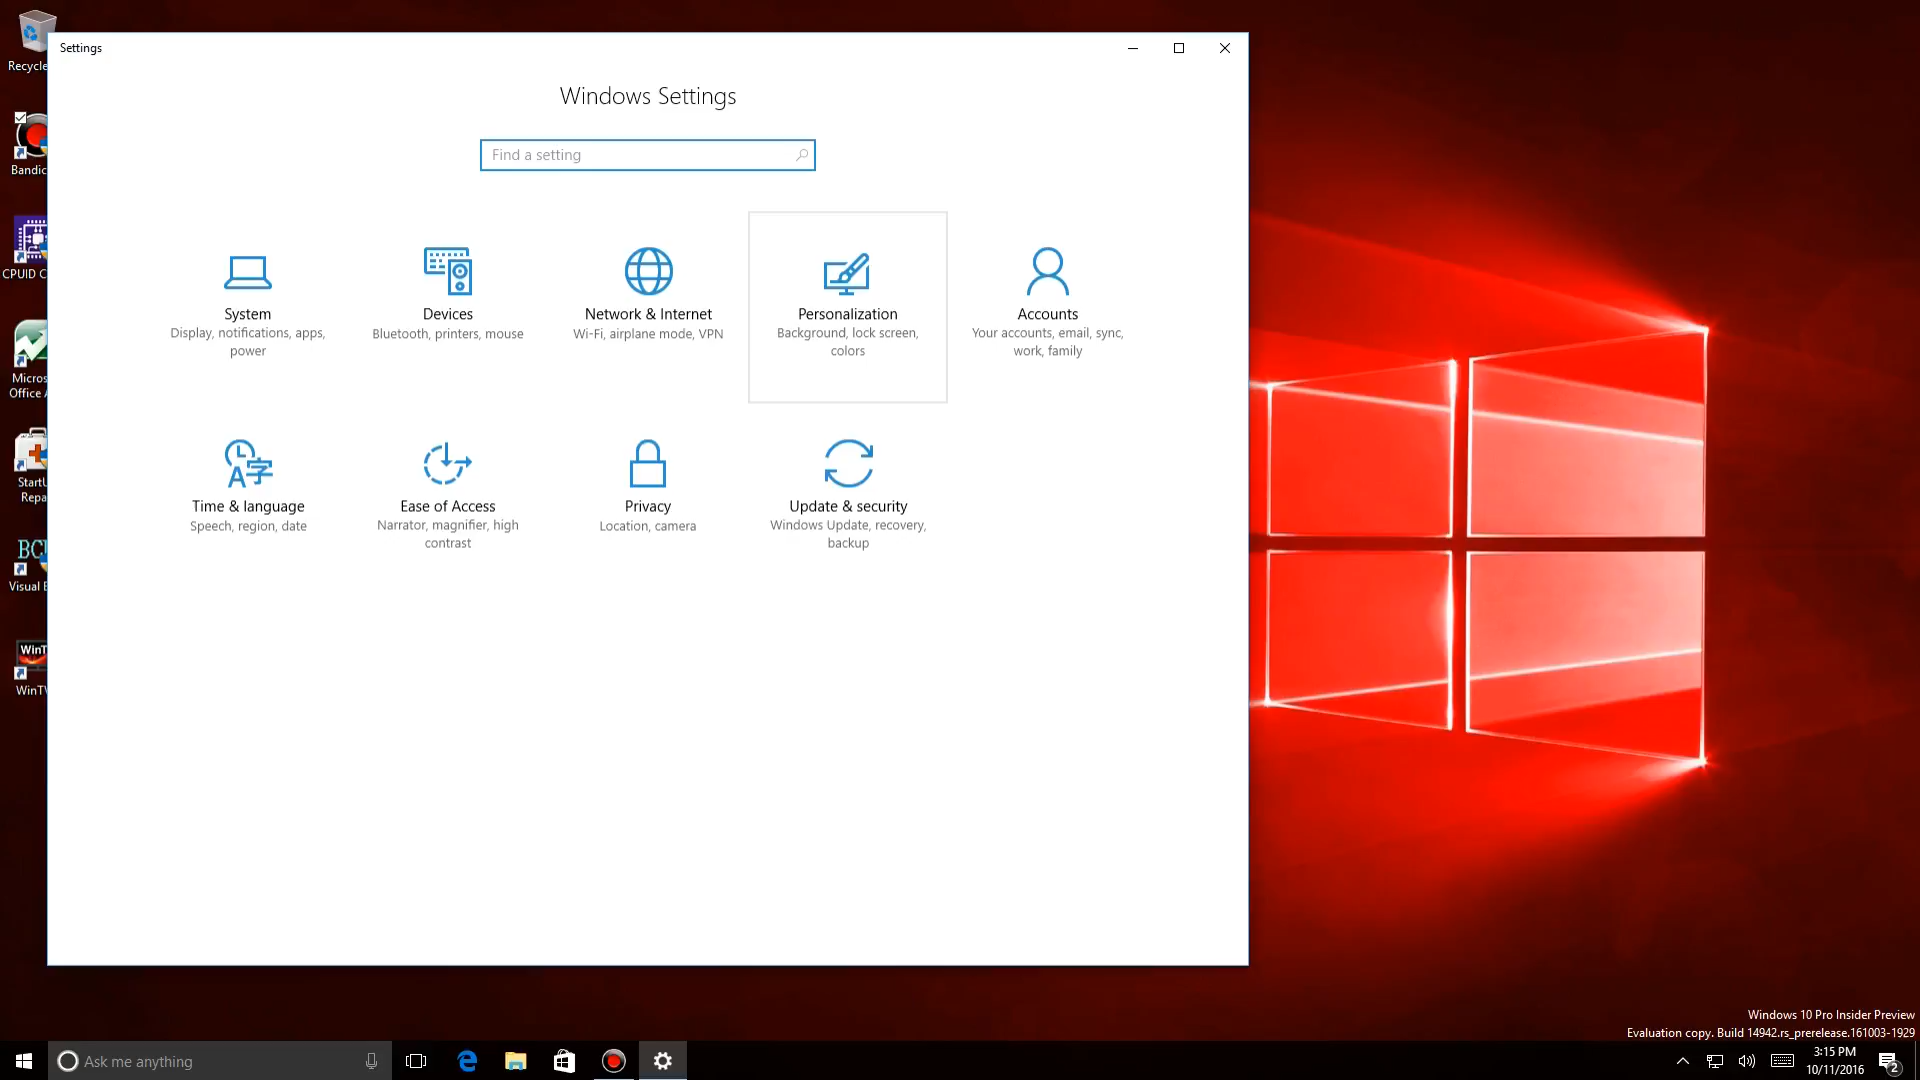 Settings
Windows Settings
Find a setting
System
Display, notifications, apps,
power
Devices
Bluetooth, printers, mouse
Network & Internet
Wi-Fi, airplane mode, VPN
Personalization
Background, lock screen,
colors
Accounts
Your accounts, email, sync,
work, family
Time & language
Speech, region, date
Ease of Access
Narrator, magnifier, high
contrast
Privacy
Location, camera
Update & security
Windows Update, recovery,
backup
Recycle
Bandic
CPUID C
Micros
Office A
StartU
Repa
BCU
Visual B
WinT
WinTV
Windows 10 Pro Insider Preview
Evaluation copy. Build 14942.rs_prerelease.161003-1929
Ask me anything
3:15 PM
10/11/2016
2